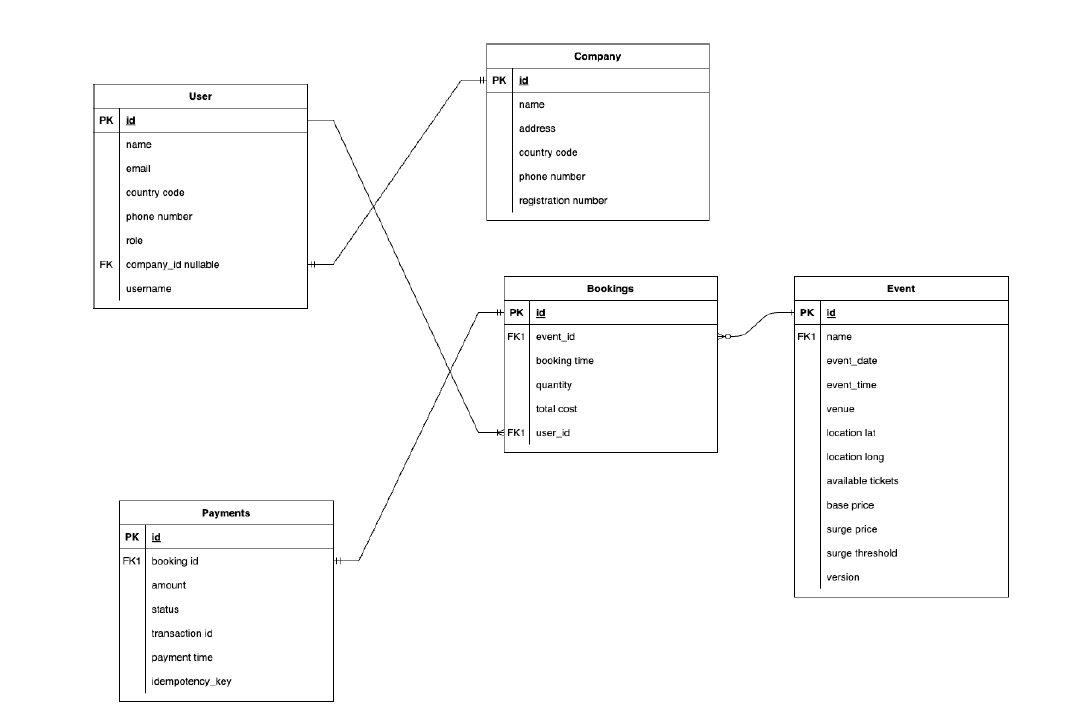 Company
PK id
name
address
country code
phone number
registration number
User
PK id
name
email
country code
phone number
role
FK company_id nullable
username
Bookings
PK id
FK1 event_id
booking time
quantity
total cost
FK1 user_id
Event
PK id
FK1 name
event_date
event_time
venue
location lat
location long
available tickets
base price
surge price
surge threshold
version
Payments
PK id
FK1 booking id
amount
status
transaction id
payment time
idempotency_key